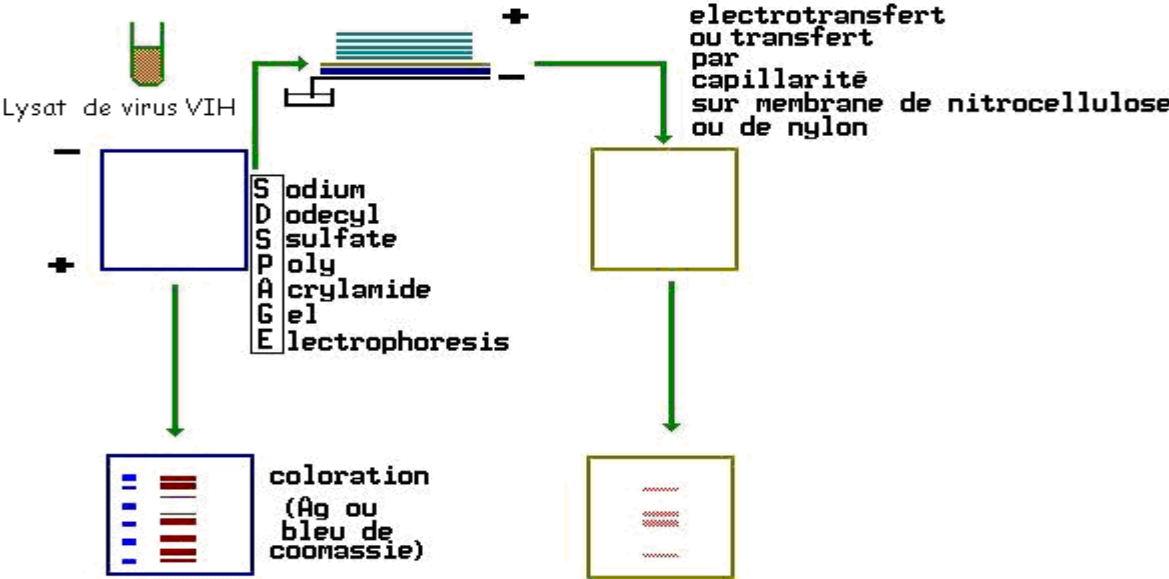 +
electrotransfert
ou transfert
par
capillarité
sur membrane de nitrocellulose
ou de nylon
Lysat de virus VIH
−
−
+
Sodium
Dodecyl
Ssulfate
Poly
Acrylamide
Gel
Electrophoresis
coloration
(Ag ou
bleu de
coomassie)